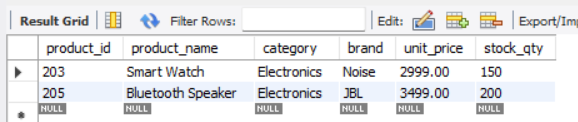 Result Grid Filter Rows: Edit: Export/Imp
product_id product_name category brand unit_price stock_qty
203 Smart Watch Electronics Noise 2999.00 150
205 Bluetooth Speaker Electronics JBL 3499.00 200
NULL NULL NULL NULL NULL NULL